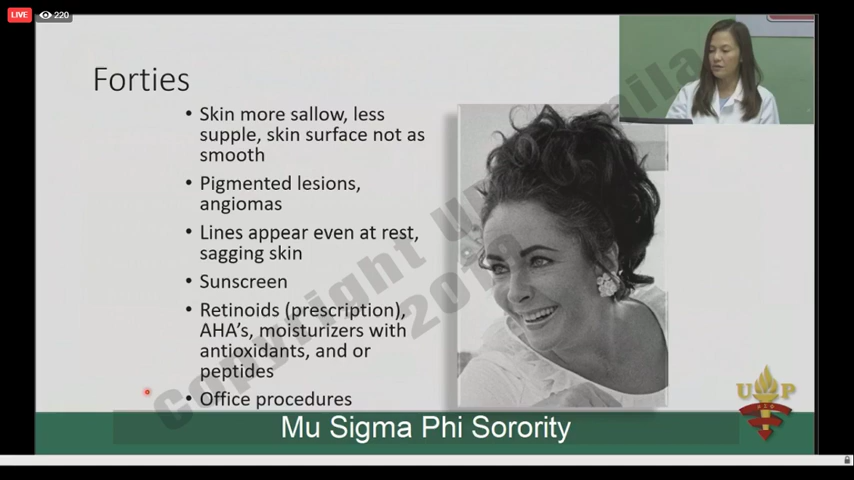 LIVE
220
Forties
• Skin more sallow, less
supple, skin surface not as
smooth
• Pigmented lesions,
angiomas
• Lines appear even at rest,
sagging skin
• Sunscreen
• Retinoids (prescription),
AHA's, moisturizers with
antioxidants, and or
peptides
• Office procedures
Copyright UP Manila
Mu Sigma Phi Sorority
U P
ΜΣΦ